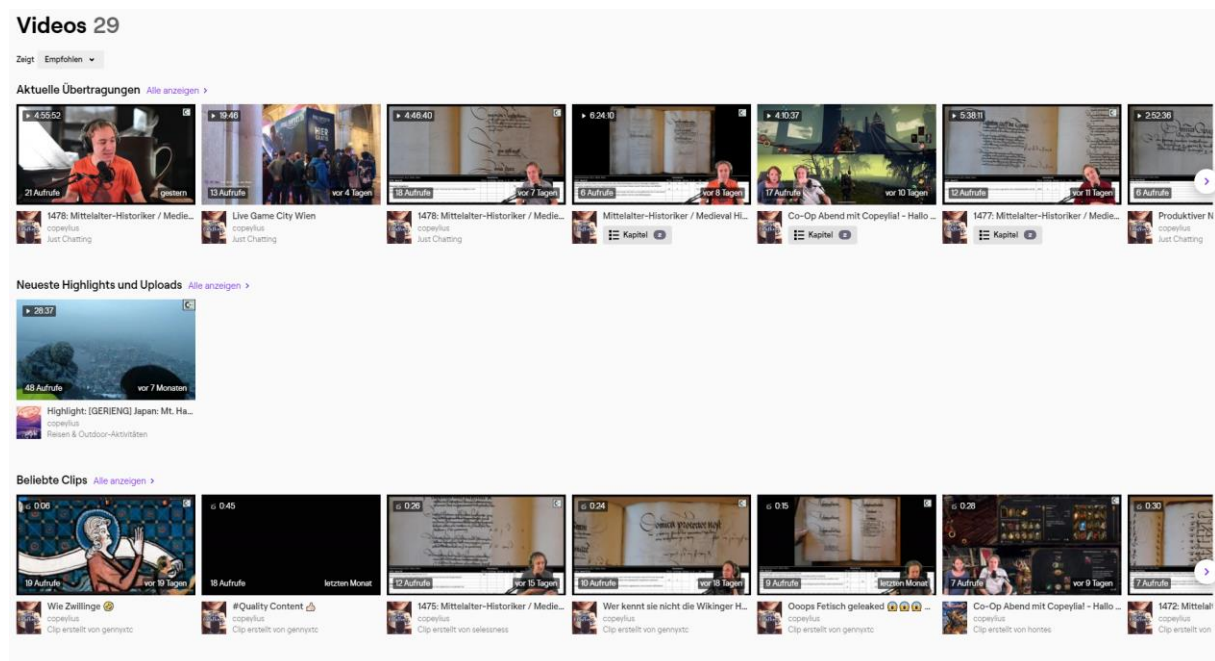 Videos 29
Zeigt Empfohlen
Aktuelle Übertragungen Alle anzeigen
4:55:52
21 Aufrufe gestern
1478: Mittelalter-Historiker / Medie...
copeylius
Just Chatting
19:46
HIER
13 Aufrufe vor 4 Tagen
Live Game City Wien
copeylius
Just Chatting
4:46:40
18 Aufrufe vor 7 Tagen
1478: Mittelalter-Historiker / Medie...
copeylius
Just Chatting
6:24:10
6 Aufrufe vor 8 Tagen
Mittelalter-Historiker / Medieval Hi...
Kapitel 2
4:10:37
17 Aufrufe vor 10 Tagen
Co-Op Abend mit Copeylia! - Hallo ...
Kapitel 2
5:38:11
12 Aufrufe vor 11 Tagen
1477: Mittelalter-Historiker / Medie...
Kapitel 2
2:52:36
6 Aufrufe
Produktiver N
copeylius
Just Chatting
Neueste Highlights und Uploads Alle anzeigen
28:37
48 Aufrufe vor 7 Monaten
Highlight: [GER|ENG] Japan: Mt. Ha...
copeylius
Reisen & Outdoor-Aktivitäten
Beliebte Clips Alle anzeigen
0:06
19 Aufrufe vor 19 Tagen
Wie Zwillinge
copeylius
Clip erstellt von gennyxtc
0:45
18 Aufrufe letzten Monat
#Quality Content
copeylius
Clip erstellt von gennyxtc
0:26
12 Aufrufe vor 15 Tagen
1475: Mittelalter-Historiker / Medie...
copeylius
Clip erstellt von selessness
0:24
10 Aufrufe vor 18 Tagen
Wer kennt sie nicht die Wikinger H...
copeylius
Clip erstellt von gennyxtc
0:15
9 Aufrufe letzten Monat
Ooops Fetisch geleaked ...
copeylius
Clip erstellt von gennyxtc
0:28
7 Aufrufe vor 9 Tagen
Co-Op Abend mit Copeylia! - Hallo ...
copeylius
Clip erstellt von hontes
0:30
7 Aufrufe
1472: Mittelalt
copeylius
Clip erstellt von